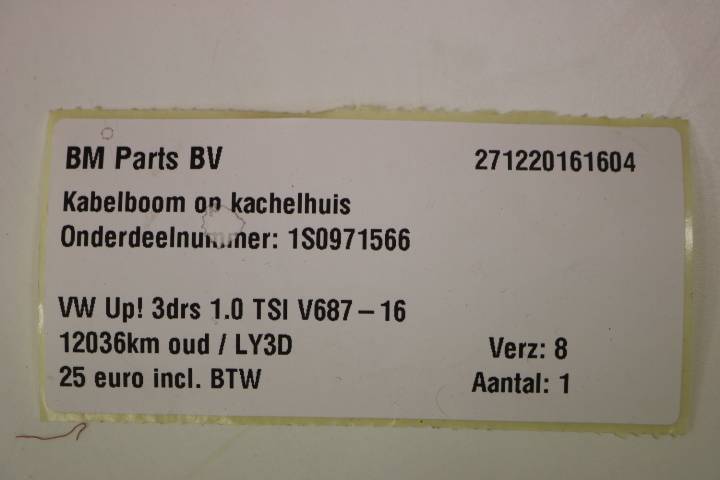 BM Parts BV 271220161604
Kabelboom op kachelhuis
Onderdeelnummer: 1S0971566
VW Up! 3drs 1.0 TSI V687-16
12036km oud / LY3D Verz: 8
25 euro incl. BTW Aantal: 1